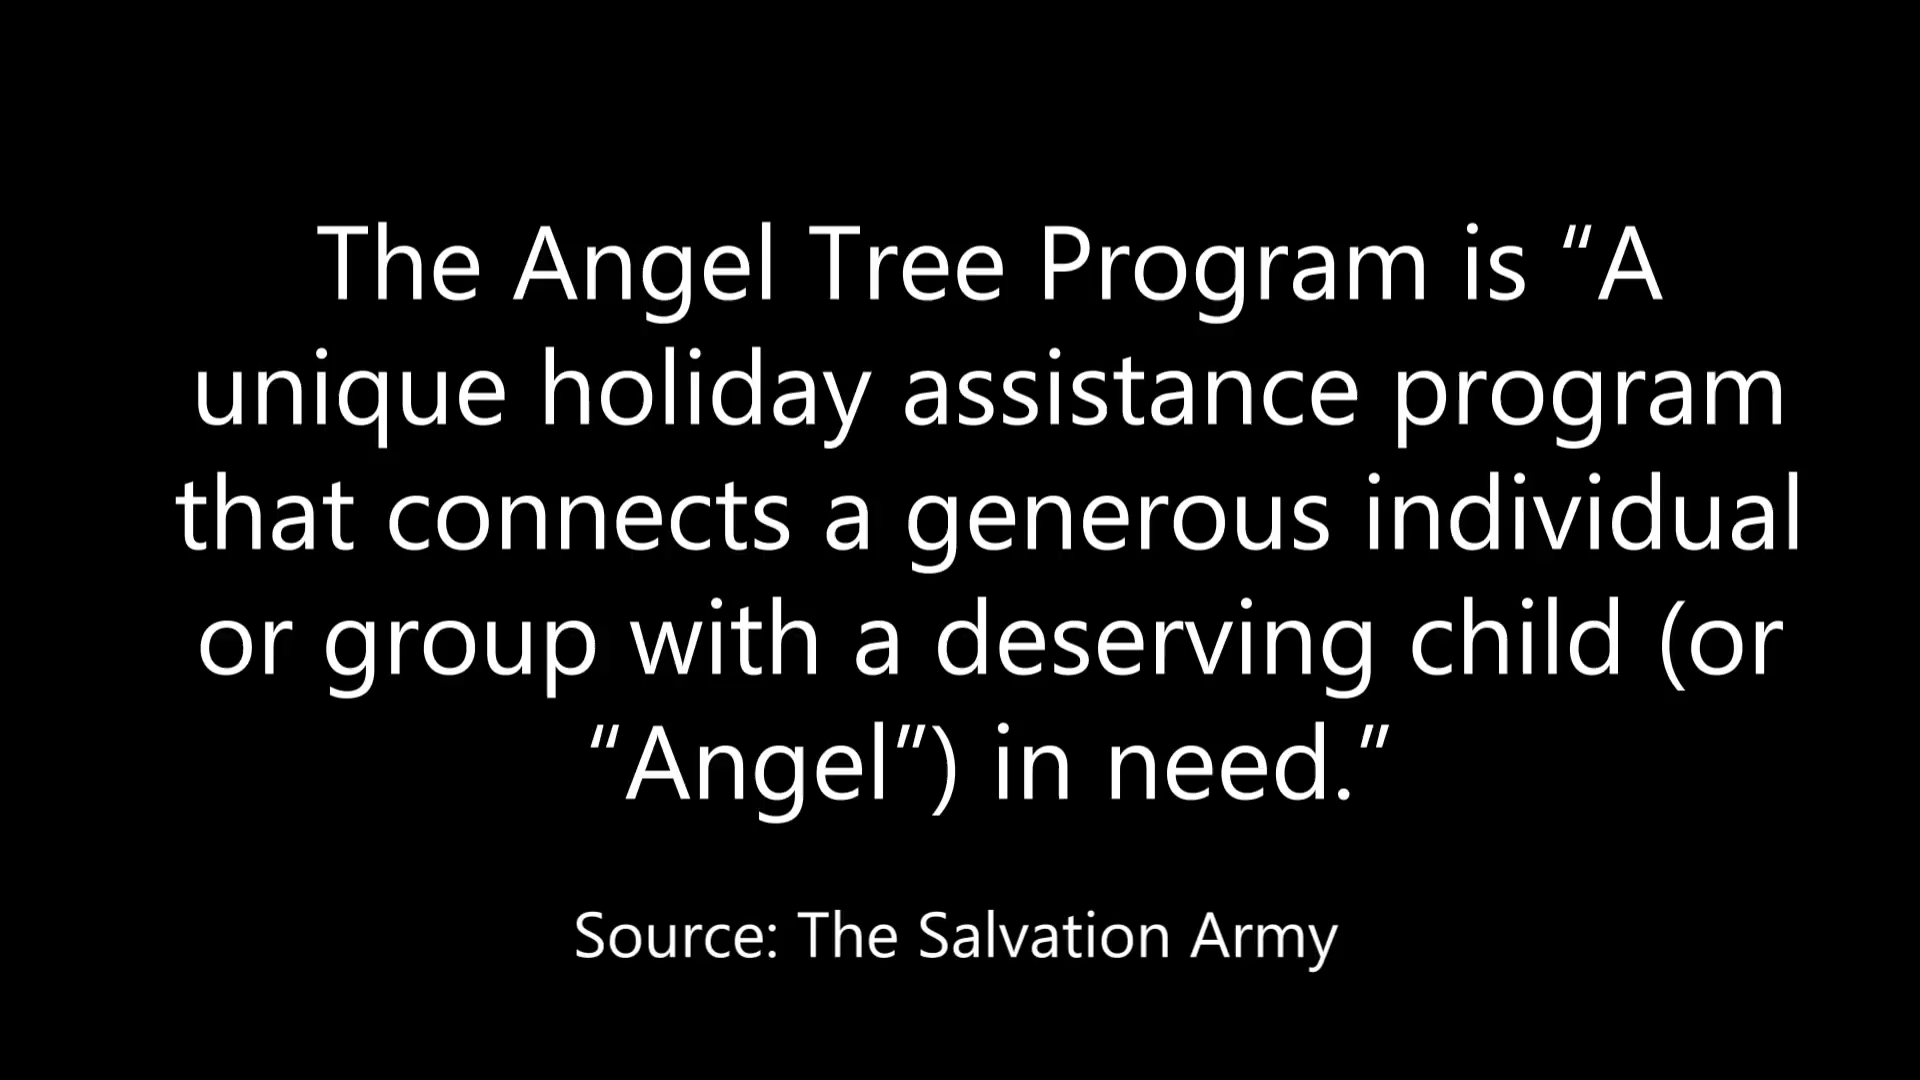 The Angel Tree Program is “A
unique holiday assistance program
that connects a generous individual
or group with a deserving child (or
“Angel”) in need.”
Source: The Salvation Army